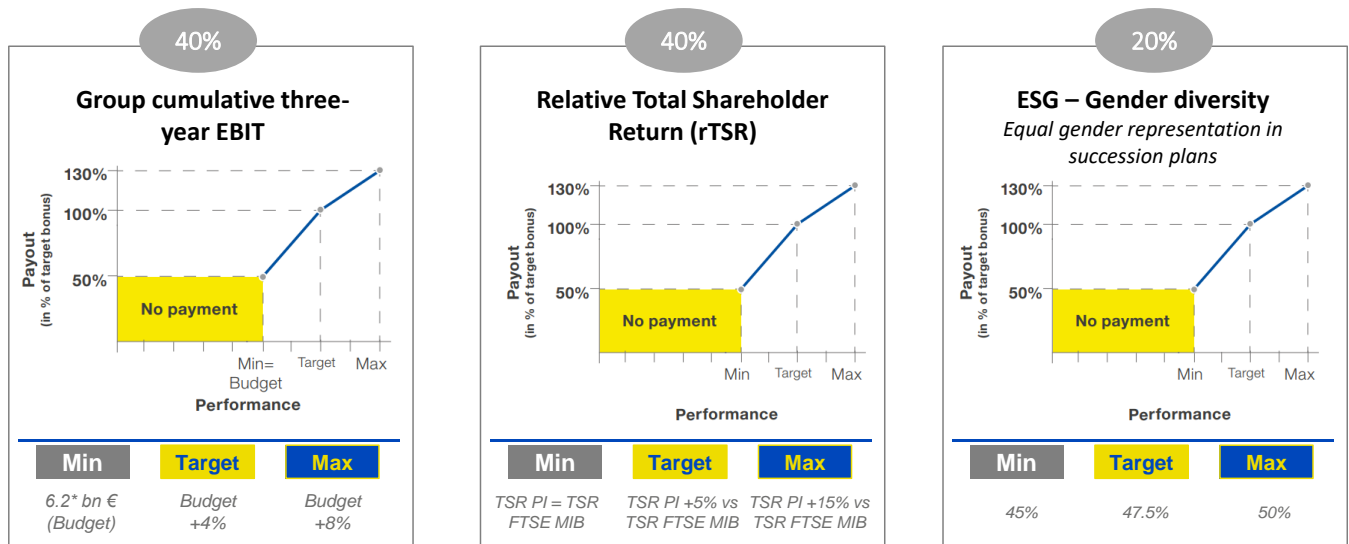 40%
Group cumulative three-
year EBIT
130%
100%
50%
Payout
(in % of target bonus)
No payment
Min=
Budget
Target
Max
Performance
Min
Target
Max
6.2* bn €
(Budget)
Budget
+4%
Budget
+8%
40%
Relative Total Shareholder
Return (rTSR)
130%
100%
50%
Payout
(in % of target bonus)
No payment
Min
Target
Max
Performance
Min
Target
Max
TSR PI = TSR
FTSE MIB
TSR PI +5% vs
TSR FTSE MIB
TSR PI +15% vs
TSR FTSE MIB
20%
ESG – Gender diversity
Equal gender representation in
succession plans
130%
100%
50%
Payout
(in % of target bonus)
No payment
Min
Target
Max
Performance
Min
Target
Max
45%
47.5%
50%